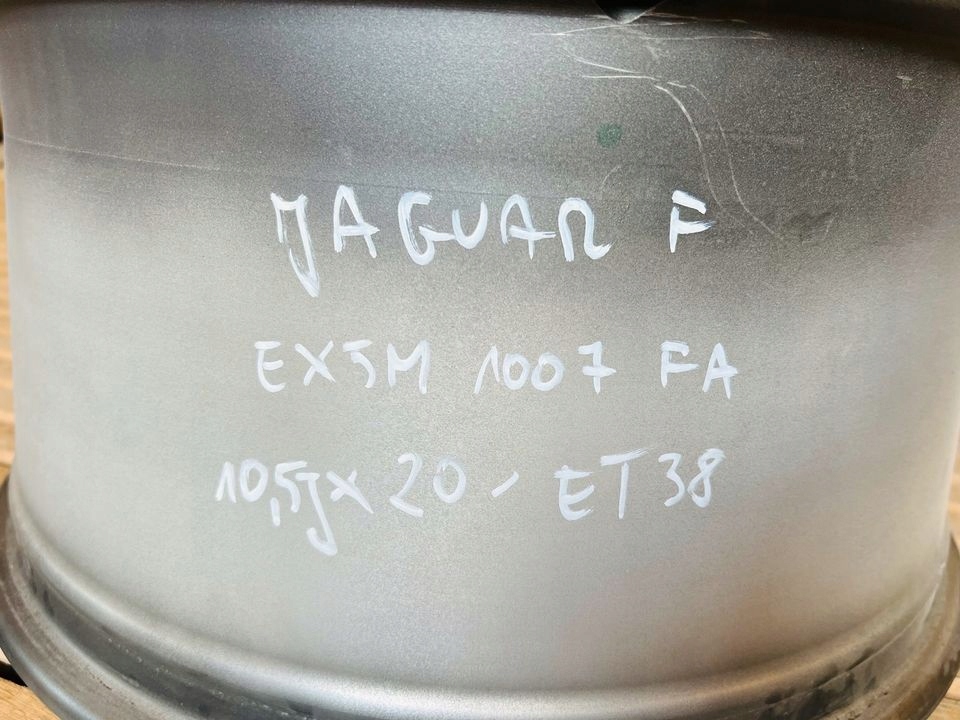 JAGUAR F
EX5M 1007 FA
10,5Jx20 - ET38